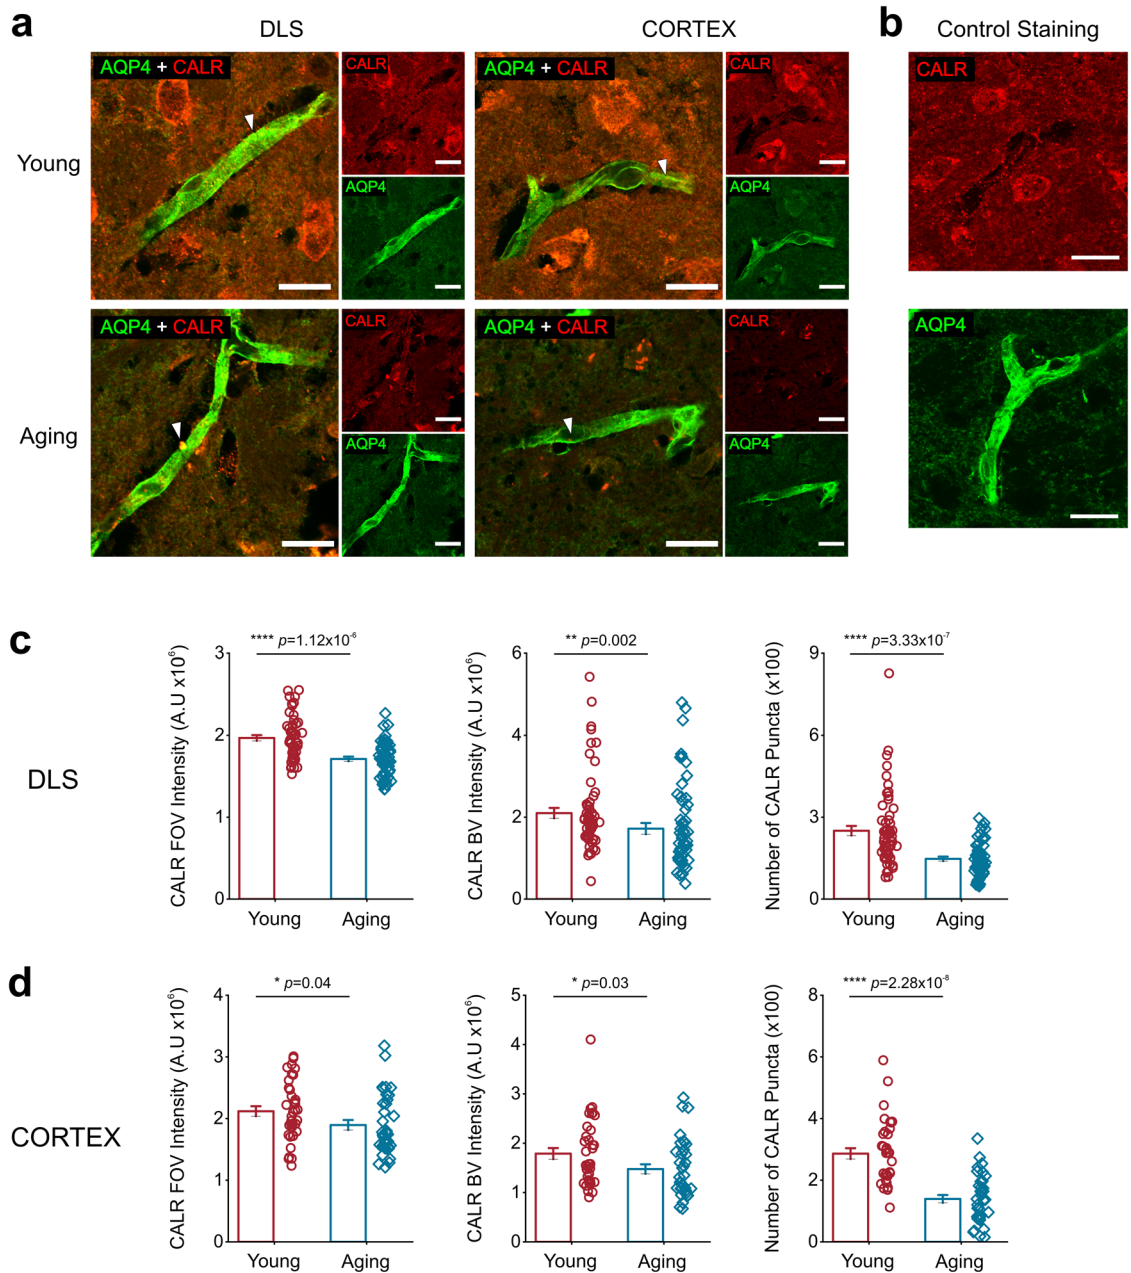 a
DLS
CORTEX
b
Control Staining
Young
AQP4 + CALR
CALR
AQP4
AQP4 + CALR
CALR
AQP4
CALR
Aging
AQP4 + CALR
CALR
AQP4
AQP4 + CALR
CALR
AQP4
AQP4
c
DLS
CALR FOV Intensity (A.U x10⁶)
**** p=1.12x10⁻⁶
3
2
1
0
Young
Aging
CALR BV Intensity (A.U x10⁶)
** p=0.002
6
4
2
0
Young
Aging
Number of CALR Puncta (x100)
**** p=3.33x10⁻⁷
9
6
3
0
Young
Aging
d
CORTEX
CALR FOV Intensity (A.U x10⁶)
* p=0.04
4
3
2
1
0
Young
Aging
CALR BV Intensity (A.U x10⁶)
* p=0.03
5
4
3
2
1
0
Young
Aging
Number of CALR Puncta (x100)
**** p=2.28x10⁻⁸
8
6
4
2
0
Young
Aging